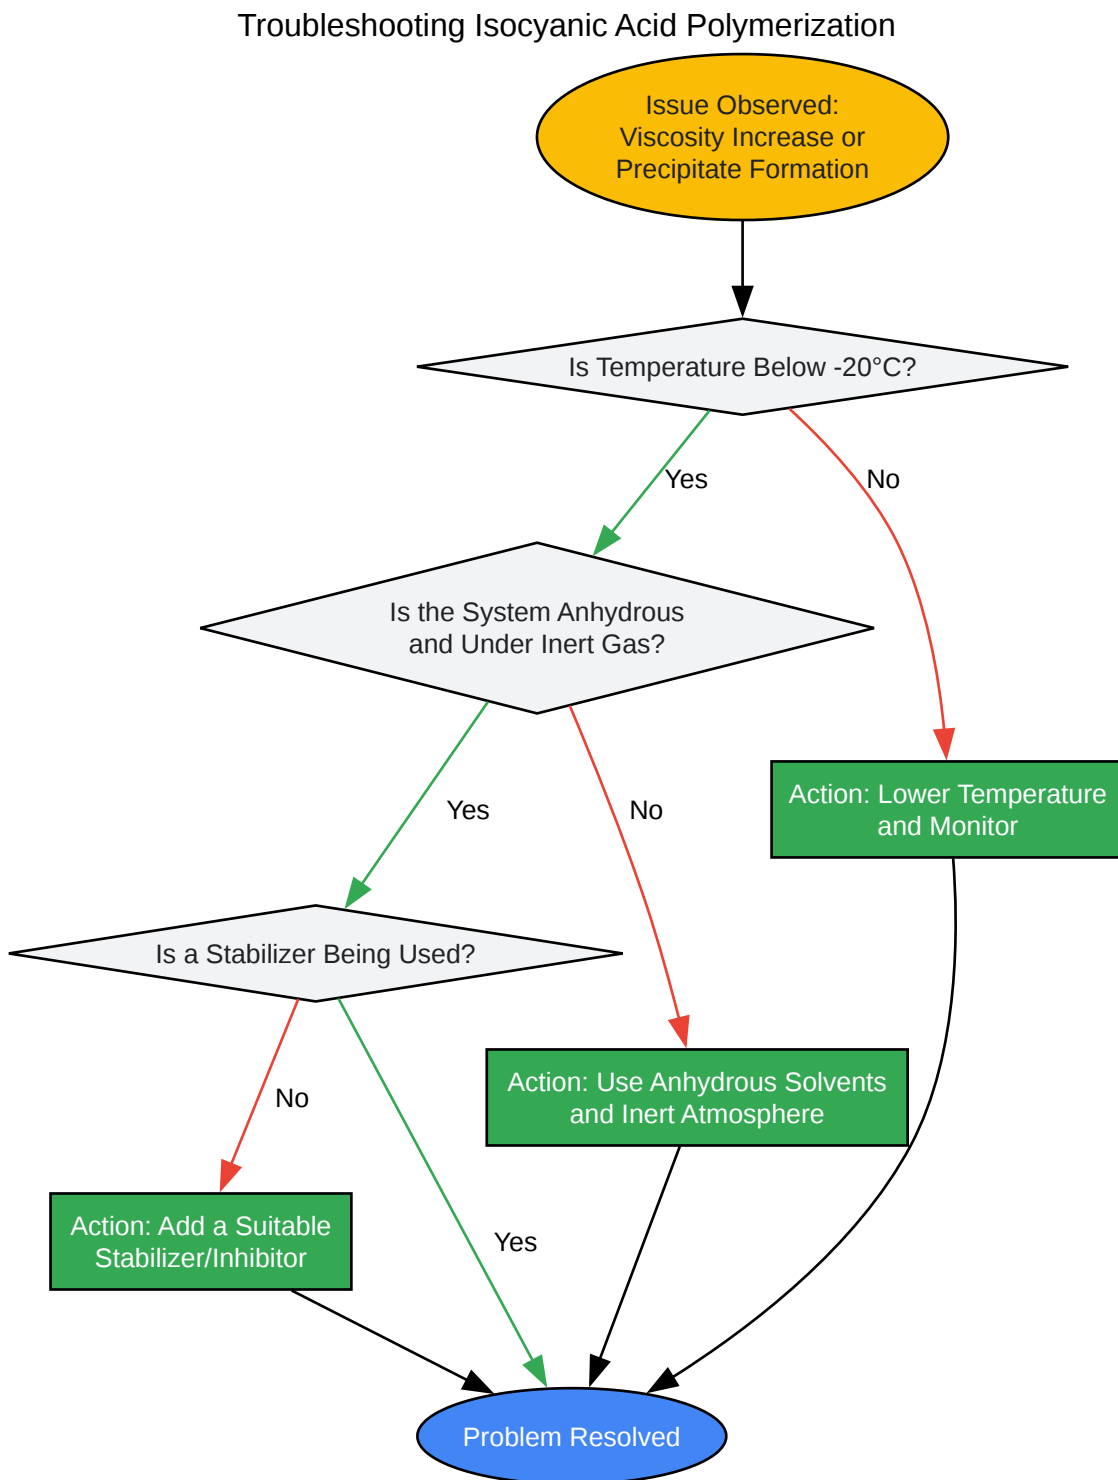 Troubleshooting Isocyanic Acid Polymerization
Issue Observed:
Viscosity Increase or
Precipitate Formation
Is Temperature Below -20°C?
Yes
No
Is the System Anhydrous
and Under Inert Gas?
Yes
No
Action: Lower Temperature
and Monitor
Is a Stabilizer Being Used?
No
Action: Use Anhydrous Solvents
and Inert Atmosphere
Action: Add a Suitable
Stabilizer/Inhibitor
Yes
Problem Resolved